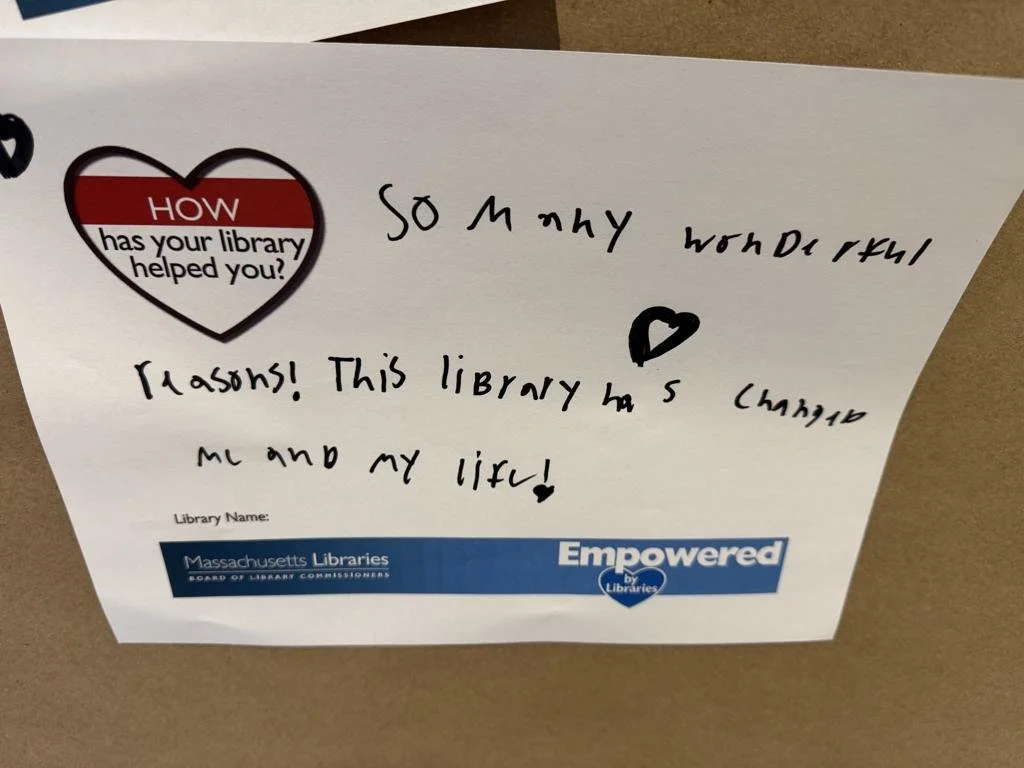 HOW
has your library
helped you?
So Many wonderful
reasons! This library has changed
me and my life!
Library Name:
Massachusetts Libraries
BOARD OF LIBRARY COMMISSIONERS
Empowered
by
Libraries